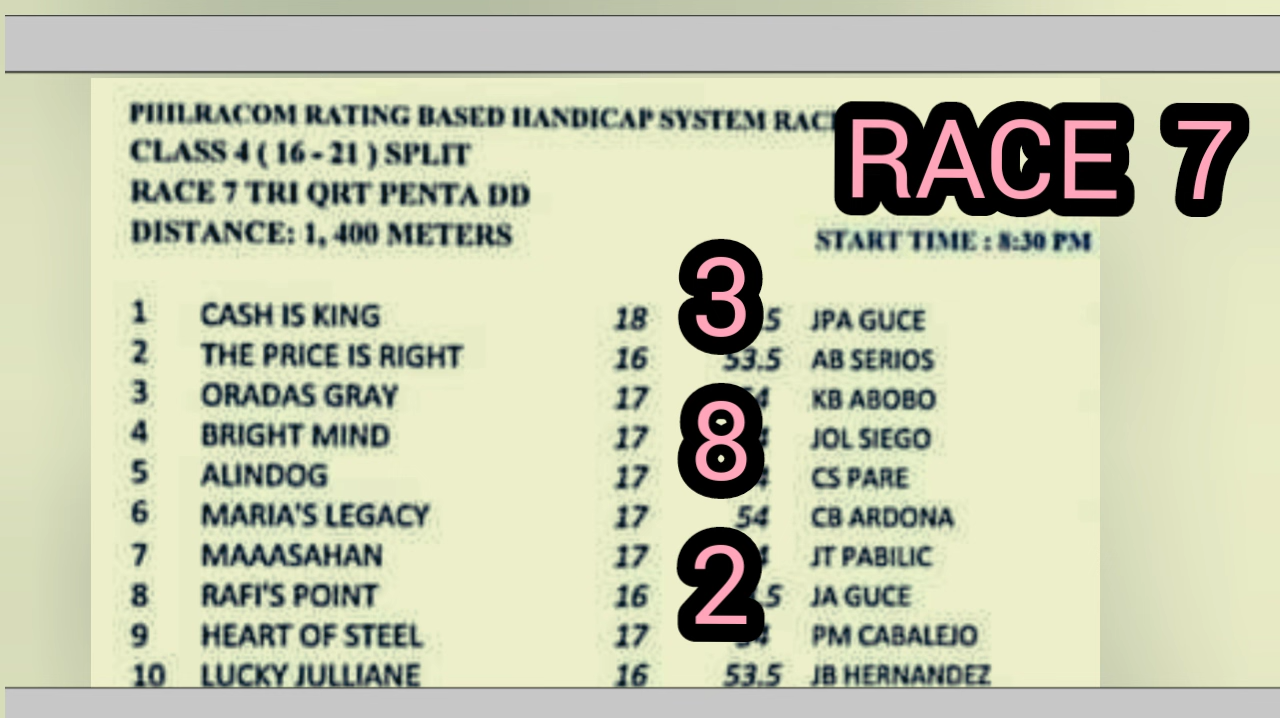 PHILRACOM RATING BASED HANDICAP SYSTEM
RACE 7
CLASS 4 ( 16 - 21 ) SPLIT
RACE 7 TRI QRT PENTA DD
DISTANCE: 1, 400 METERS
START TIME : 8:30 PM
3
1 CASH IS KING 18 JPA GUCE
2 THE PRICE IS RIGHT 16 53.5 AB SERIOS
3 ORADAS GRAY 17 KB ABOBO
8
4 BRIGHT MIND 17 JOL SIEGO
5 ALINDOG 17 CS PARE
6 MARIA'S LEGACY 17 54 CB ARDONA
7 MAAASAHAN 17 JT PABILIC
2
8 RAFI'S POINT 16 JA GUCE
9 HEART OF STEEL 17 PM CABALEJO
10 LUCKY JULLIANE 16 53.5 JB HERNANDEZ